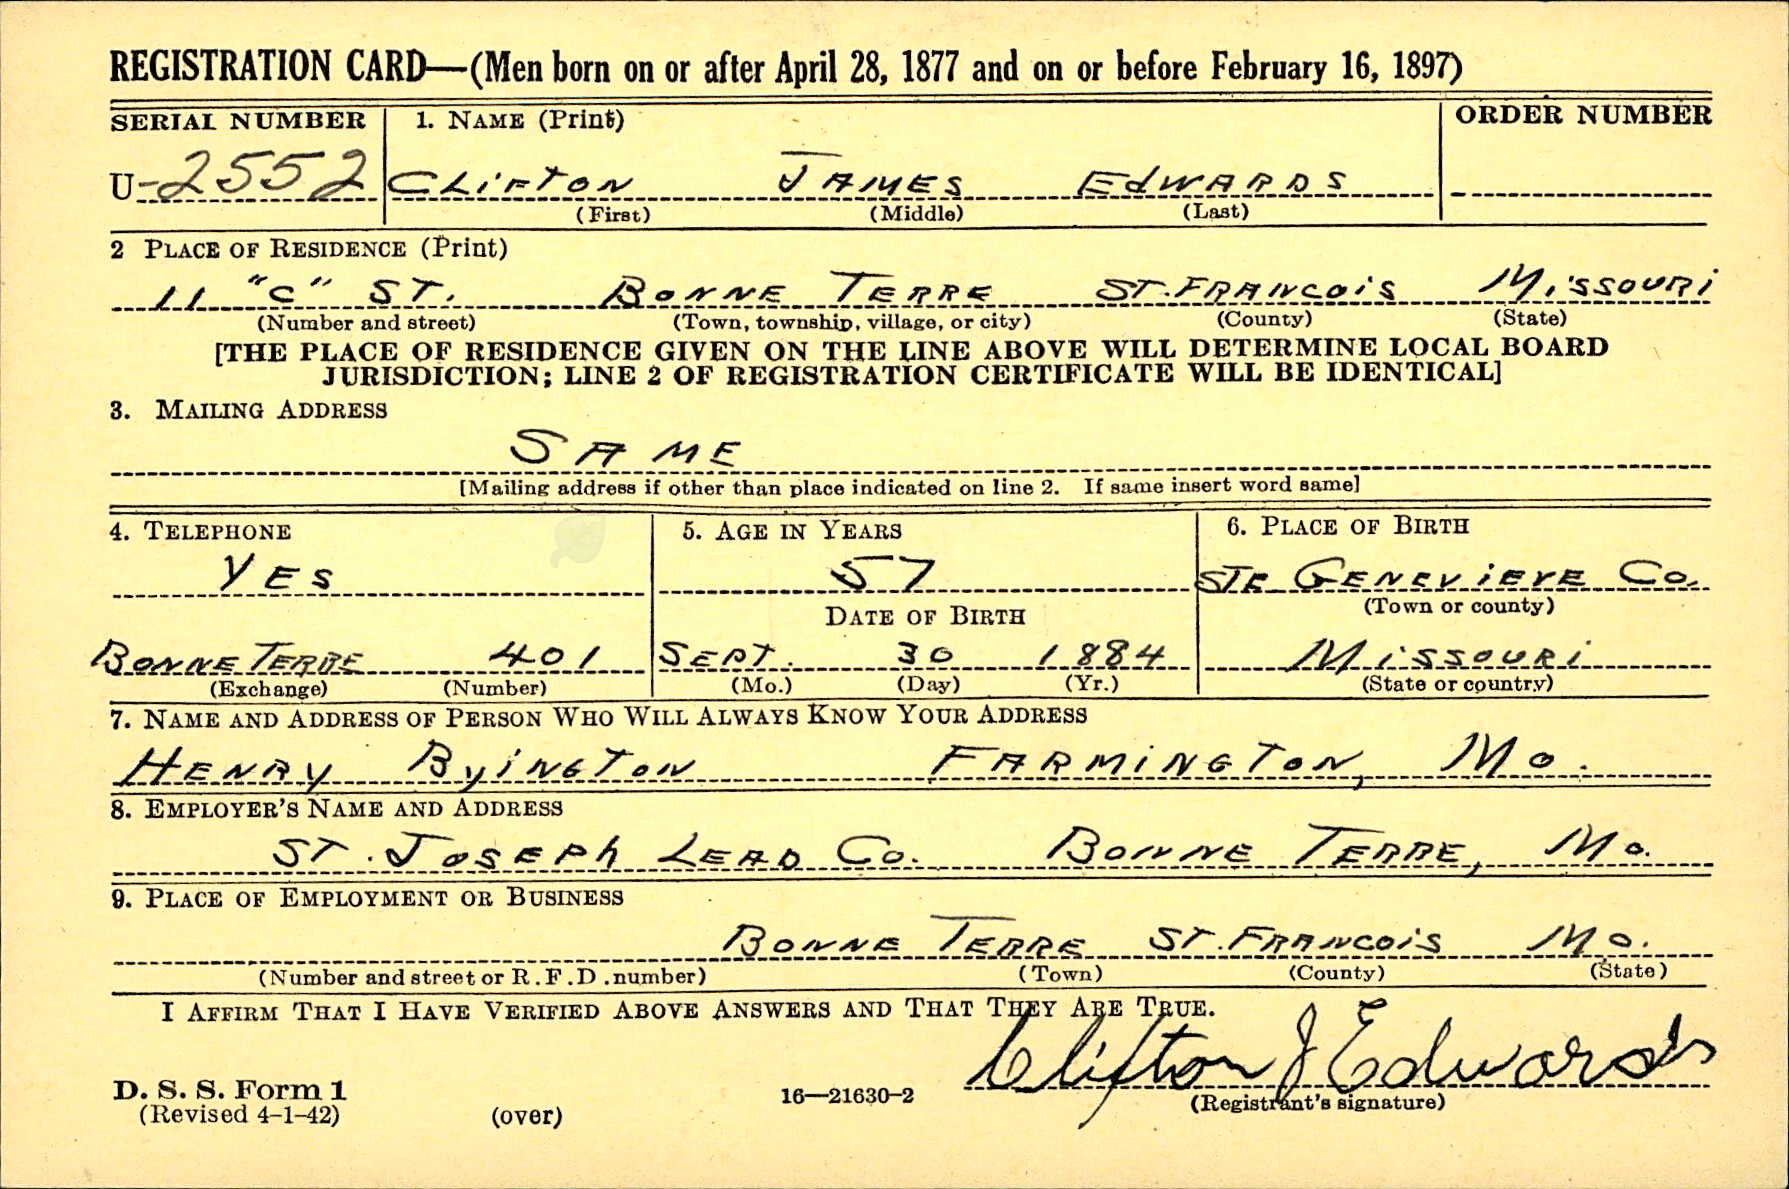 REGISTRATION CARD—(Men born on or after April 28, 1877 and on or before February 16, 1897)
SERIAL NUMBER 1. NAME (Print) ORDER NUMBER
U-2552 CLIFTON JAMES EDWARDS
(First) (Middle) (Last)
2 PLACE OF RESIDENCE (Print)
11 "C" ST. BONNE TERRE ST. FRANCOIS MISSOURI
(Number and street) (Town, township, village, or city) (County) (State)
[THE PLACE OF RESIDENCE GIVEN ON THE LINE ABOVE WILL DETERMINE LOCAL BOARD
JURISDICTION; LINE 2 OF REGISTRATION CERTIFICATE WILL BE IDENTICAL]
3. MAILING ADDRESS
SAME
[Mailing address if other than place indicated on line 2. If same insert word same]
4. TELEPHONE 5. AGE IN YEARS 6. PLACE OF BIRTH
YES 57 STE GENEVIEVE CO.
DATE OF BIRTH (Town or county)
BONNE TERRE 401 SEPT. 30 1884 MISSOURI
(Exchange) (Number) (Mo.) (Day) (Yr.) (State or country)
7. NAME AND ADDRESS OF PERSON WHO WILL ALWAYS KNOW YOUR ADDRESS
HENRY BYINGTON FARMINGTON, MO.
8. EMPLOYER'S NAME AND ADDRESS
ST. JOSEPH LEAD CO. BONNE TERRE, MO.
9. PLACE OF EMPLOYMENT OR BUSINESS
BONNE TERRE ST. FRANCOIS MO.
(Number and street or R.F.D. number) (Town) (County) (State)
I AFFIRM THAT I HAVE VERIFIED ABOVE ANSWERS AND THAT THEY ARE TRUE.
Clifton J Edwards
D. S. S. Form 1
(Revised 4-1-42) (over) 16—21630-2 (Registrant's signature)